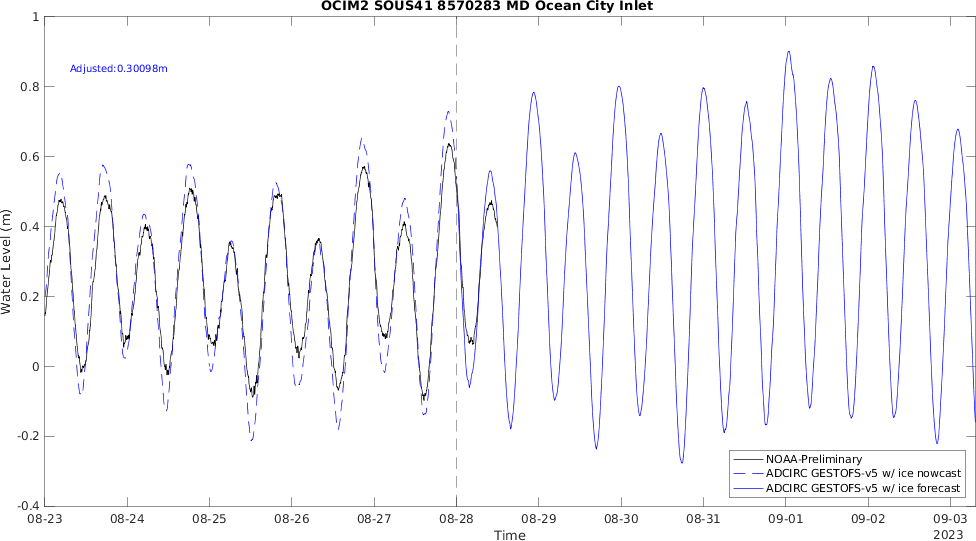 OCIM2 SOUS41 8570283 MD Ocean City Inlet
Adjusted:0.30098m
Water Level (m)
1
0.8
0.6
0.4
0.2
0
-0.2
-0.4
NOAA-Preliminary
ADCIRC GESTOFS-v5 w/ ice nowcast
ADCIRC GESTOFS-v5 w/ ice forecast
08-23 08-24 08-25 08-26 08-27 08-28 08-29 08-30 08-31 09-01 09-02 09-03
Time
2023